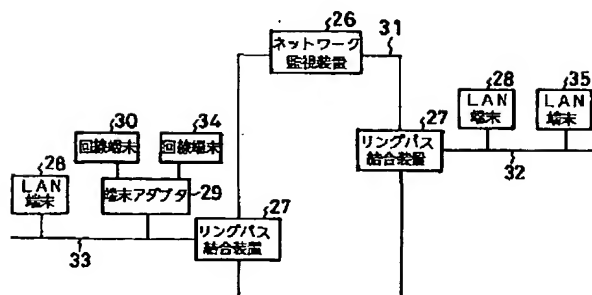 26
ネットワーク
監視装置
31
28
LAN
端末
35
LAN
端末
27
リングバス
結合装置
32
30
回線端末
34
回線端末
28
LAN
端末
端末アダプタ
29
27
リングバス
結合装置
33